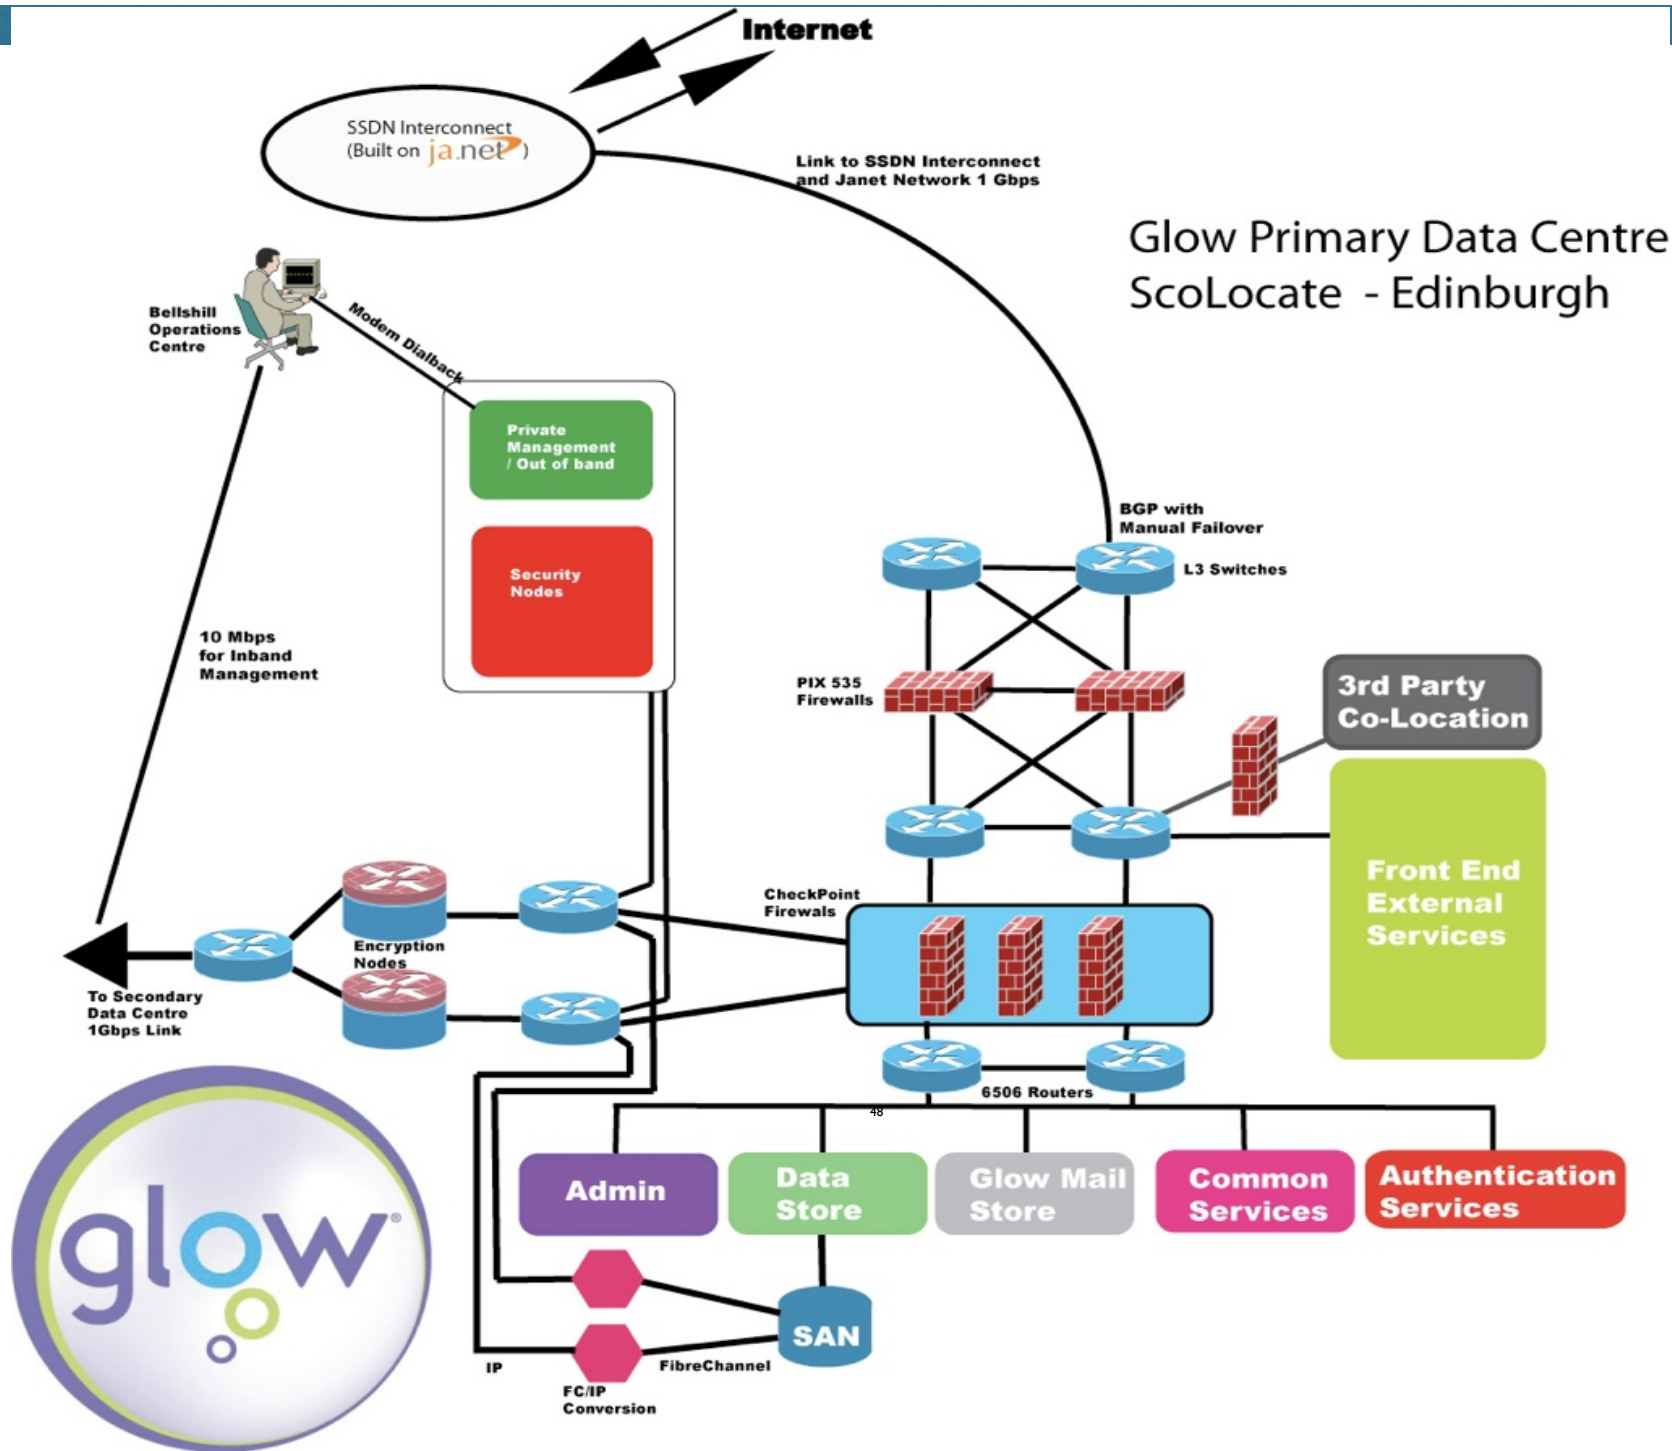 Internet
SSDN Interconnect
(Built on ja.net )
Link to SSDN Interconnect
and Janet Network 1 Gbps
Glow Primary Data Centre
ScoLocate - Edinburgh
Bellshill
Operations
Centre
Modem Dialback
Private
Management
/ Out of band
Security
Nodes
BGP with
Manual Failover
L3 Switches
10 Mbps
for Inband
Management
PIX 535
Firewalls
3rd Party
Co-Location
Front End
External
Services
CheckPoint
Firewals
Encryption
Nodes
To Secondary
Data Centre
1Gbps Link
6506 Routers
48
Admin
Data
Store
Glow Mail
Store
Common
Services
Authentication
Services
glow®
SAN
IP
FibreChannel
FC/IP
Conversion